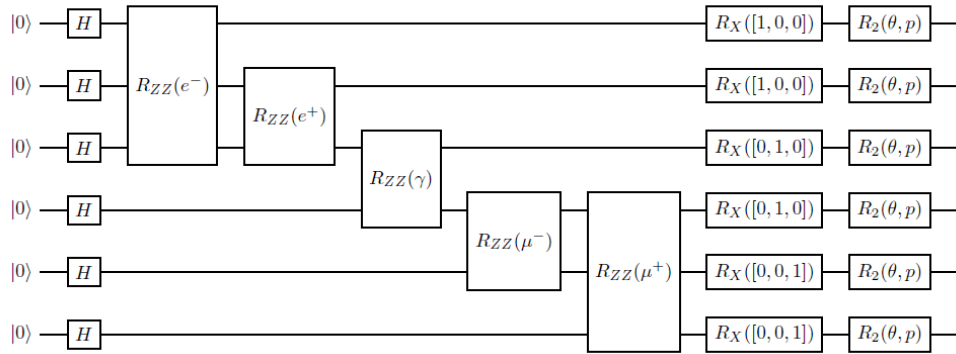 |0⟩ H R_{ZZ}(e^-) R_X([1, 0, 0]) R_2(θ, p)
|0⟩ H R_{ZZ}(e^+) R_X([1, 0, 0]) R_2(θ, p)
|0⟩ H R_{ZZ}(γ) R_X([0, 1, 0]) R_2(θ, p)
|0⟩ H R_{ZZ}(μ^-) R_X([0, 1, 0]) R_2(θ, p)
|0⟩ H R_{ZZ}(μ^+) R_X([0, 0, 1]) R_2(θ, p)
|0⟩ H R_X([0, 0, 1]) R_2(θ, p)